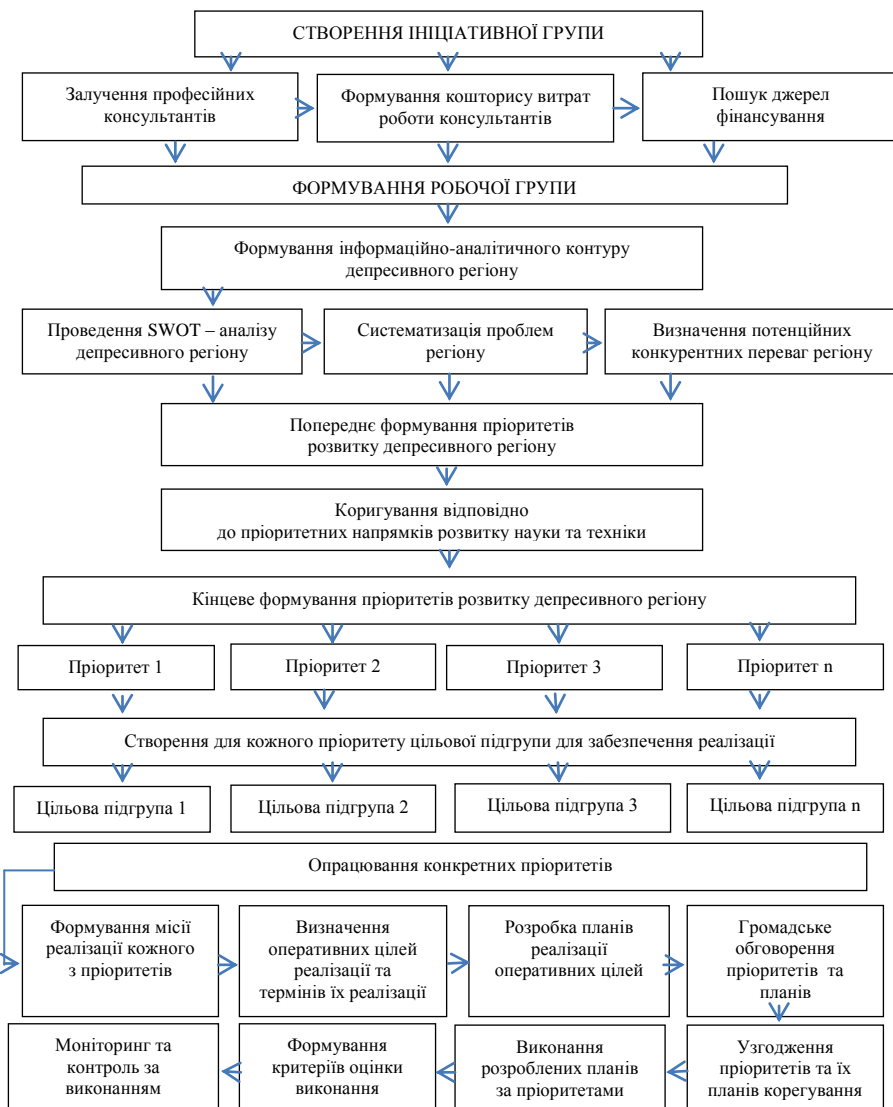 СТВОРЕННЯ ІНІЦІАТИВНОЇ ГРУПИ
Залучення професійних
консультантів
Формування кошторису витрат
роботи консультантів
Пошук джерел
фінансування
ФОРМУВАННЯ РОБОЧОЇ ГРУПИ
Формування інформаційно-аналітичного контуру
депресивного регіону
Проведення SWOT – аналізу
депресивного регіону
Систематизація проблем
регіону
Визначення потенційних
конкурентних переваг регіону
Попереднє формування пріоритетів
розвитку депресивного регіону
Коригування відповідно
до пріоритетних напрямків розвитку науки та техніки
Кінцеве формування пріоритетів розвитку депресивного регіону
Пріоритет 1
Пріоритет 2
Пріоритет 3
Пріоритет n
Створення для кожного пріоритету цільової підгрупи для забезпечення реалізації
Цільова підгрупа 1
Цільова підгрупа 2
Цільова підгрупа 3
Цільова підгрупа n
Опрацювання конкретних пріоритетів
Формування місії
реалізації кожного
з пріоритетів
Визначення
оперативних цілей
реалізації та
термінів їх реалізації
Розробка планів
реалізації
оперативних цілей
Громадське
обговорення
пріоритетів та
планів
Моніторинг та
контроль за
виконанням
Формування
критеріїв оцінки
виконання
Виконання
розроблених планів
за пріоритетами
Узгодження
пріоритетів та їх
планів корегування